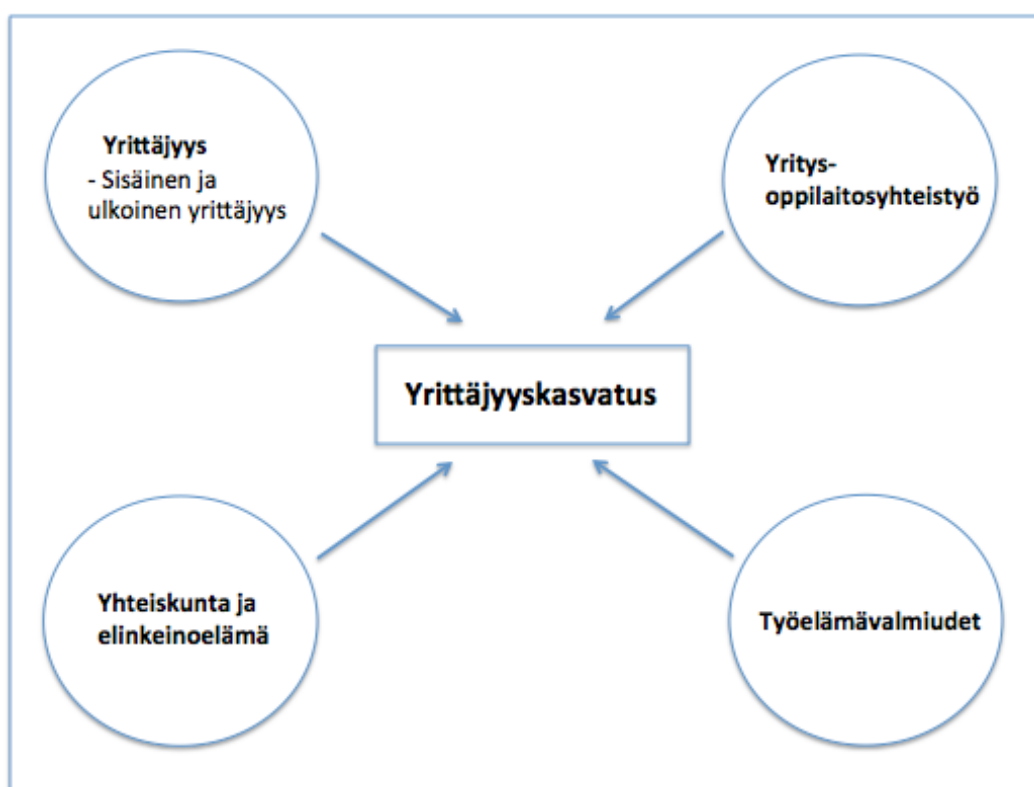 Yrittäjyys
- Sisäinen ja
ulkoinen yrittäjyys
Yritys-
oppilaitosyhteistyö
Yrittäjyyskasvatus
Yhteiskunta ja
elinkeinoelämä
Työelämävalmiudet